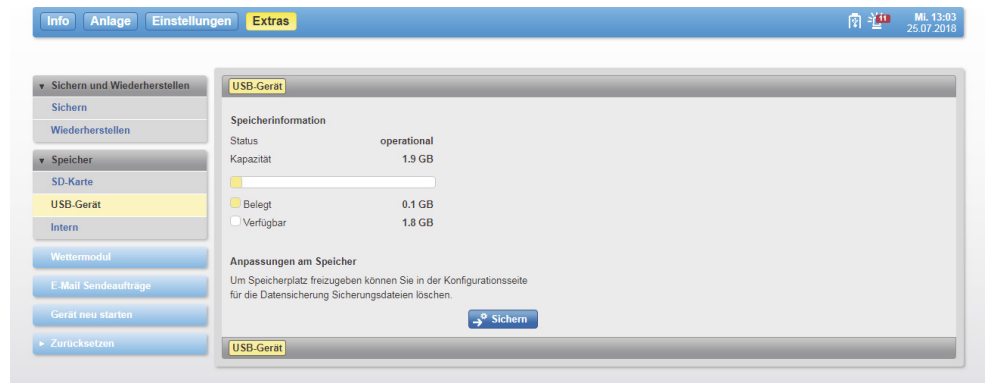 Info Anlage Einstellungen Extras 11 Mi. 13:03
25.07.2018
Sichern und Wiederherstellen
Sichern
Wiederherstellen
Speicher
SD-Karte
USB-Gerät
Intern
Wettermodul
E-Mail Sendeaufträge
Gerät neu starten
Zurücksetzen
USB-Gerät
Speicherinformation
Status operational
Kapazität 1.9 GB
Belegt 0.1 GB
Verfügbar 1.8 GB
Anpassungen am Speicher
Um Speicherplatz freizugeben können Sie in der Konfigurationsseite
für die Datensicherung Sicherungsdateien löschen.
Sichern
USB-Gerät